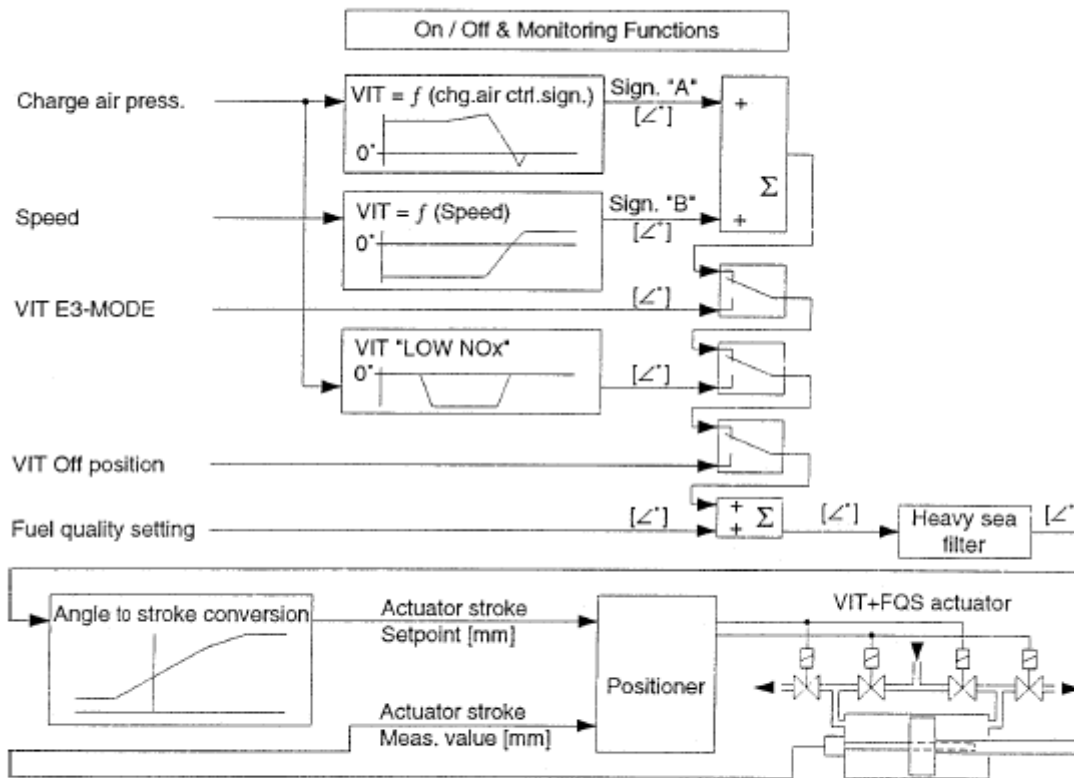 On / Off & Monitoring Functions
Charge air press.
VIT = ƒ (chg.air ctrl.sign.)
0°
Sign. "A"
[∠°]
+
Σ
+
Speed
VIT = ƒ (Speed)
0°
Sign. "B"
[∠°]
VIT E3-MODE
[∠°]
VIT "LOW NOx"
0°
[∠°]
VIT Off position
Fuel quality setting
[∠°]
+
+ Σ
[∠°]
Heavy sea
filter
[∠°
Angle to stroke conversion
Actuator stroke
Setpoint [mm]
Actuator stroke
Meas. value [mm]
Positioner
VIT+FQS actuator